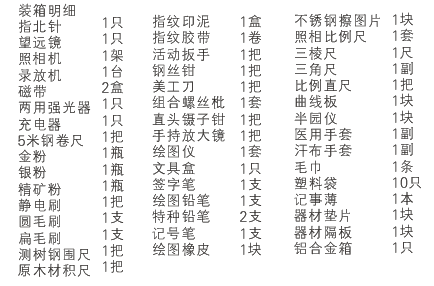 装箱明细
指北针 1只
望远镜 1只
照相机 1架
录放机 1台
磁带 2盒
两用强光器 1只
充电器 1只
5米钢卷尺 1把
金粉 1瓶
银粉 1瓶
精矿粉 1瓶
静电刷 1把
圆毛刷 1支
扁毛刷 1支
测树钢围尺 1把
原木材积尺 1把
指纹印泥 1盒
指纹胶带 1卷
活动扳手 1把
钢丝钳 1把
美工刀 1把
组合螺丝枇 1套
直头镊子钳 1把
手持放大镜 1把
绘图仪 1套
文具盒 1只
签字笔 1支
绘图铅笔 1支
特种铅笔 2支
记号笔 1支
绘图橡皮 1块
不锈钢擦图片 1块
照相比例尺 1套
三棱尺 1尺
三角尺 1副
比例直尺 1把
曲线板 1块
半园仪 1块
医用手套 1副
汗布手套 1副
毛巾 1条
塑料袋 10只
记事薄 1本
器材垫片 1块
器材隔板 1块
铝合金箱 1只